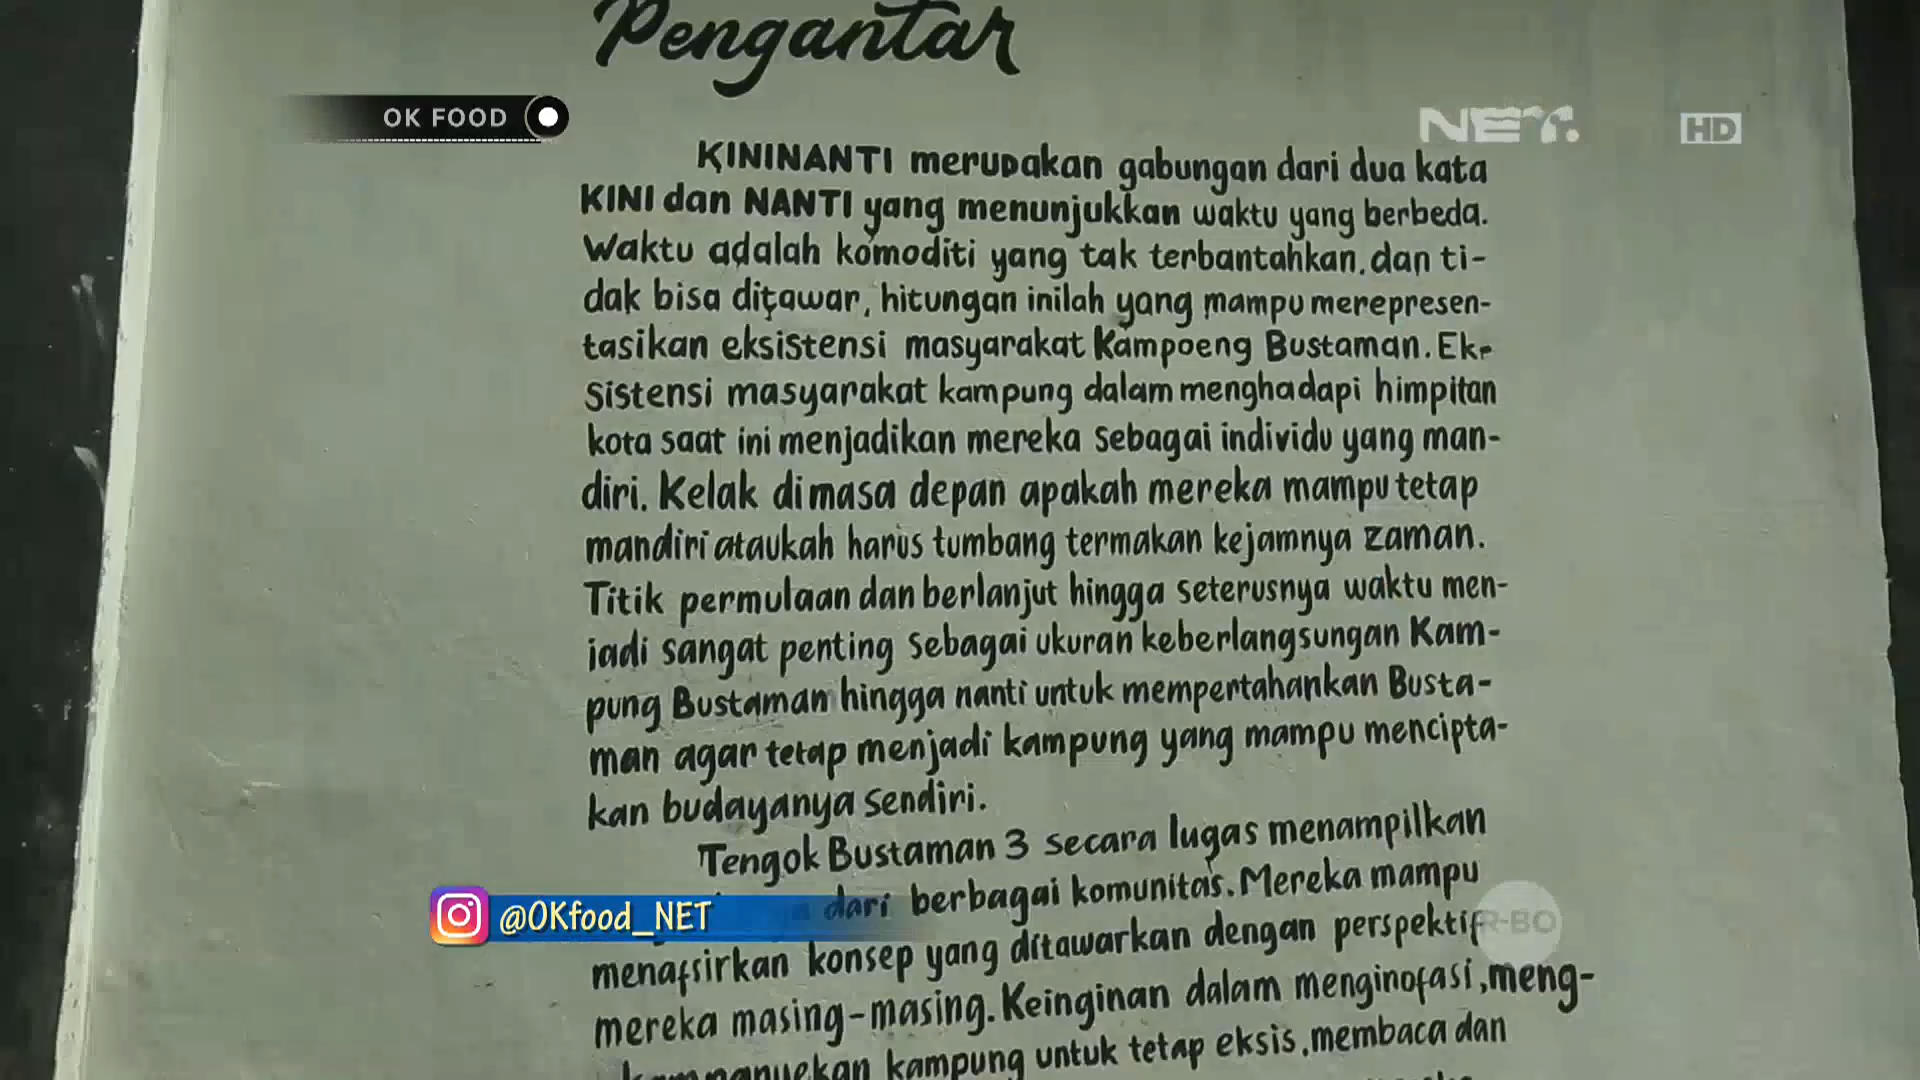 Pengantar
OK FOOD
NET.
HD
KININANTI merupakan gabungan dari dua kata
KINI dan NANTI yang menunjukkan waktu yang berbeda.
Waktu adalah komoditi yang tak terbantahkan, dan ti-
dak bisa ditawar, hitungan inilah yang mampu merepresen-
tasikan eksistensi masyarakat Kampoeng Bustaman. Ek-
sistensi masyarakat kampung dalam menghadapi himpitan
kota saat ini menjadikan mereka sebagai individu yang man-
diri. Kelak dimasa depan apakah mereka mampu tetap
mandiri ataukah harus tumbang termakan kejamnya zaman.
Titik permulaan dan berlanjut hingga seterusnya waktu men-
jadi sangat penting sebagai ukuran keberlangsungan Kam-
pung Bustaman hingga nanti untuk mempertahankan Busta-
man agar tetap menjadi kampung yang mampu mencipta-
kan budayanya sendiri.
Tengok Bustaman 3 secara lugas menampilkan
dari berbagai komunitas. Mereka mampu
@OKfood_NET
R-BO
menafsirkan konsep yang ditawarkan dengan perspektif
mereka masing-masing. Keinginan dalam menginofasi, meng-
kampung untuk tetap eksis, membaca dan